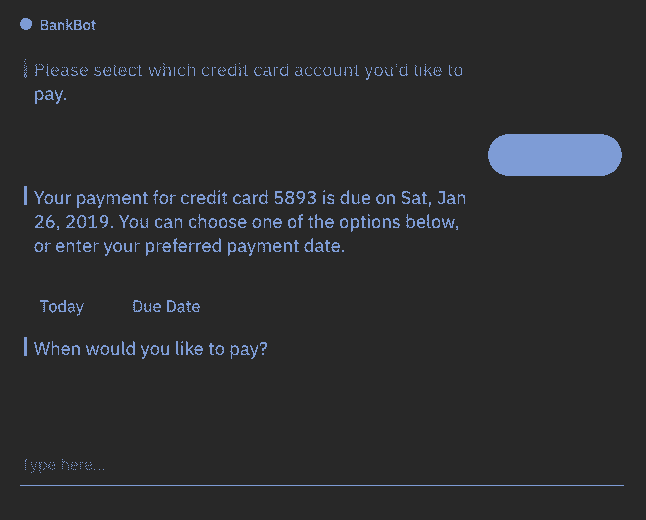 BankBot
Please select which credit card account you'd like to
pay.
Your payment for credit card 5893 is due on Sat, Jan
26, 2019. You can choose one of the options below,
or enter your preferred payment date.
Today Due Date
When would you like to pay?
Type here...